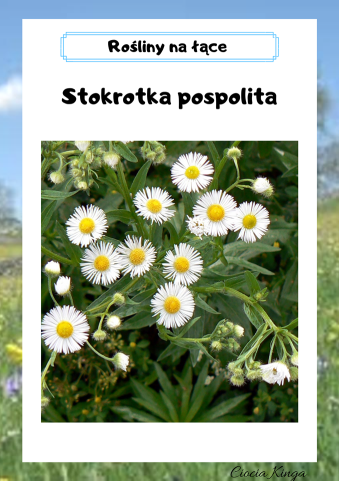 Rośliny na łące
Stokrotka pospolita
Ciocia Kinga